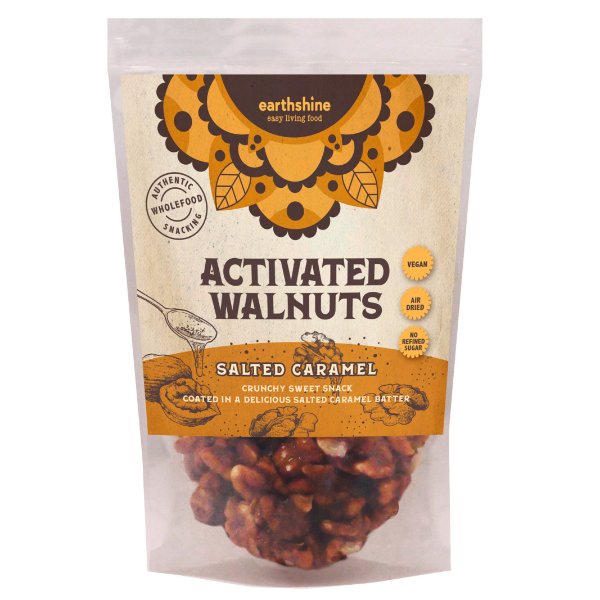 earthshine
easy living food
AUTHENTIC
WHOLEFOOD
SNACKING
ACTIVATED
WALNUTS
VEGAN
AIR
DRIED
NO
REFINED
SUGAR
SALTED CARAMEL
CRUNCHY SWEET SNACK
COATED IN A DELICIOUS SALTED CARAMEL BATTER